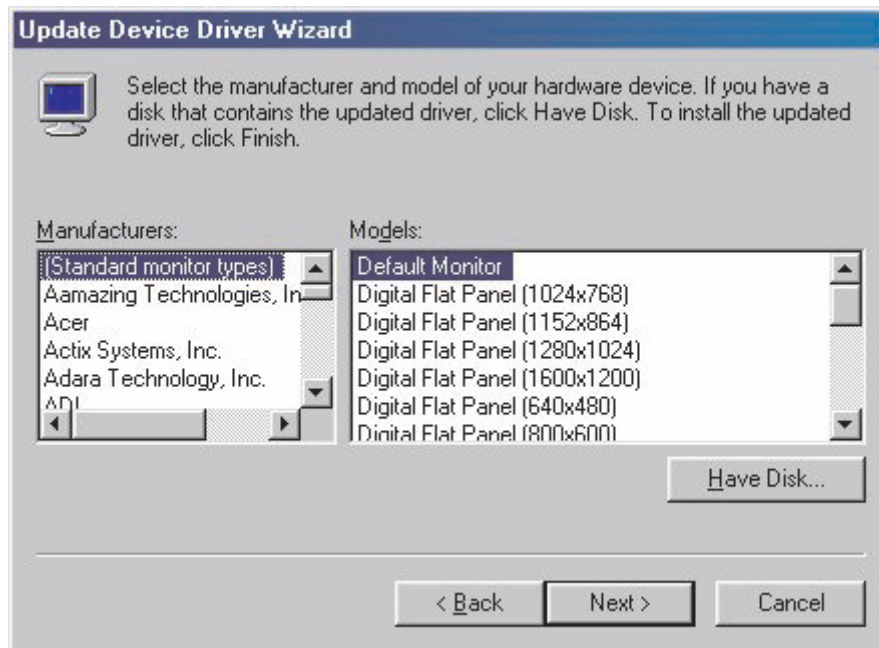 Update Device Driver Wizard
Select the manufacturer and model of your hardware device. If you have a
disk that contains the updated driver, click Have Disk. To install the updated
driver, click Finish.
Manufacturers:
(Standard monitor types)
Aamazing Technologies, In
Acer
Actix Systems, Inc.
Adara Technology, Inc.
ADI
Models:
Default Monitor
Digital Flat Panel (1024x768)
Digital Flat Panel (1152x864)
Digital Flat Panel (1280x1024)
Digital Flat Panel (1600x1200)
Digital Flat Panel (640x480)
Digital Flat Panel (800x600)
Have Disk...
< Back
Next >
Cancel